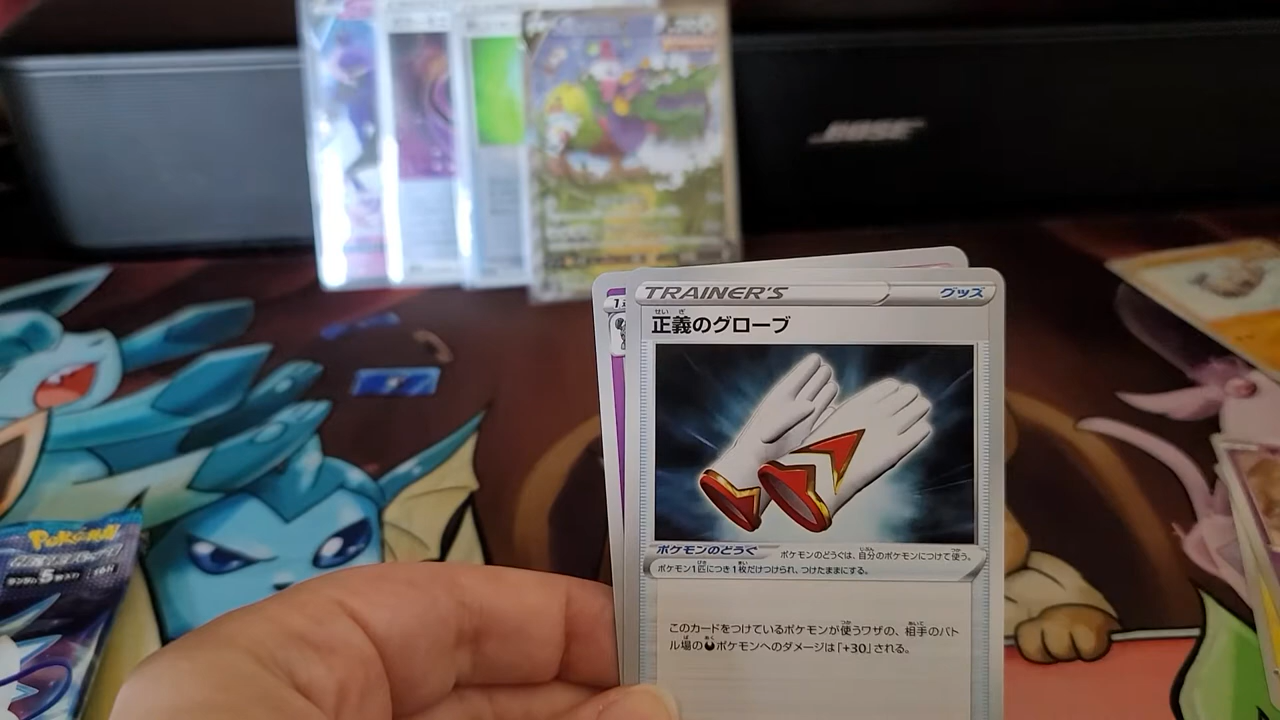 BOSE
TRAINER'S グッズ
正義のグローブ
ポケモンのどうぐ ポケモンのどうぐは、自分のポケモンにつけて使う。
ポケモン1匹につき1枚だけつけられ、つけたままにする。
このカードをつけているポケモンが使うワザの、相手のバト
ル場のポケモンへのダメージは「+30」される。
Pokémon